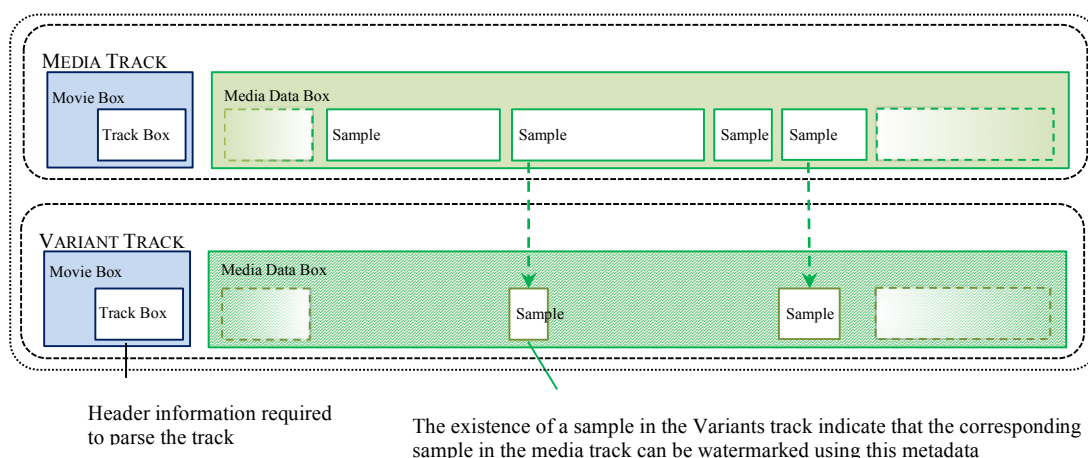 MEDIA TRACK
Movie Box
Media Data Box
Track Box
Sample
Sample
Sample
Sample
VARIANT TRACK
Movie Box
Media Data Box
Track Box
Sample
Sample
Header information required
to parse the track
The existence of a sample in the Variants track indicate that the corresponding
sample in the media track can be watermarked using this metadata